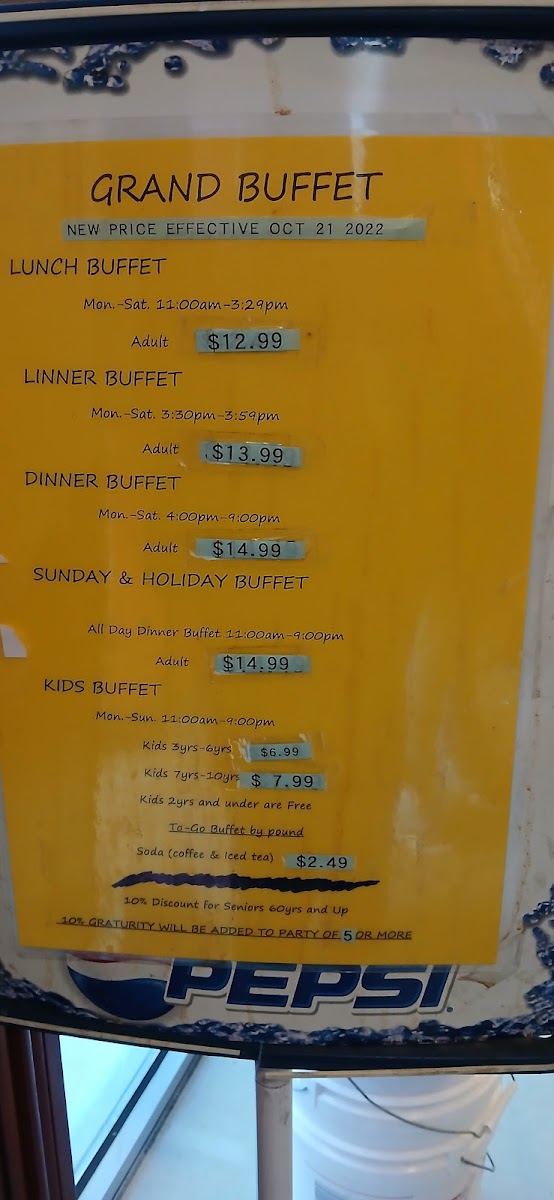 GRAND BUFFET
NEW PRICE EFFECTIVE OCT 21 2022
LUNCH BUFFET
Mon.-Sat. 11:00am-3:29pm
Adult $12.99
LINNER BUFFET
Mon.-Sat. 3:30pm-3:59pm
Adult $13.99
DINNER BUFFET
Mon.-Sat. 4:00pm-9:00pm
Adult $14.99
SUNDAY & HOLIDAY BUFFET
All Day Dinner Buffet 11:00am-9:00pm
Adult $14.99
KIDS BUFFET
Mon.-Sun. 11:00am-9:00pm
Kids 3yrs-6yrs $6.99
Kids 7yrs-10yrs $ 7.99
Kids 2yrs and under are Free
To-Go Buffet by pound
Soda (coffee & Iced tea) $2.49
10% Discount for Seniors 60yrs and Up
10% GRATURITY WILL BE ADDED TO PARTY OF 5 OR MORE
PEPSI